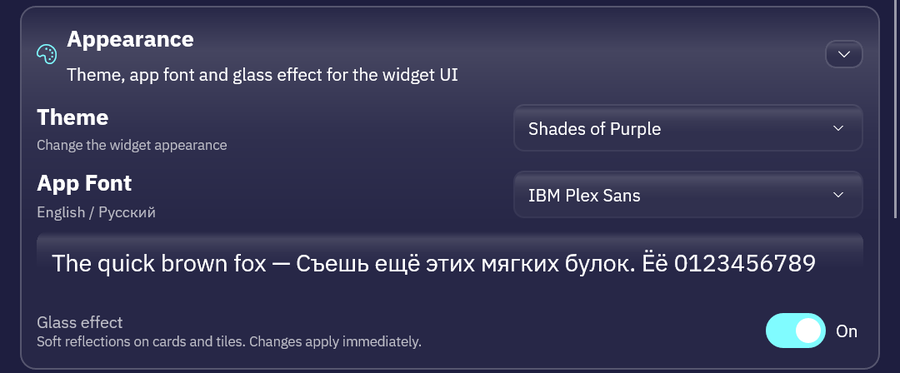 Appearance
Theme, app font and glass effect for the widget UI
Theme
Change the widget appearance
Shades of Purple
App Font
English / Русский
IBM Plex Sans
The quick brown fox — Съешь ещё этих мягких булок. Ёё 0123456789
Glass effect
Soft reflections on cards and tiles. Changes apply immediately.
On